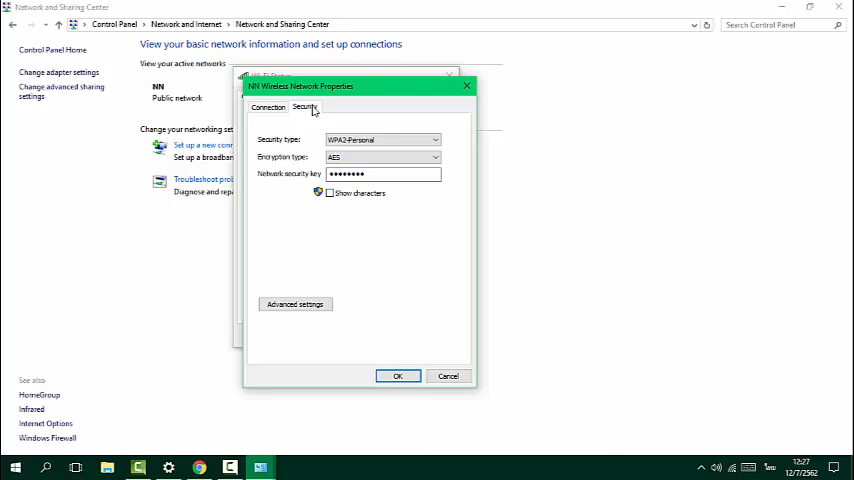 Network and Sharing Center
Control Panel > Network and Internet > Network and Sharing Center
Search Control Panel
Control Panel Home
Change adapter settings
Change advanced sharing
settings
View your basic network information and set up connections
View your active networks
NN
Public network
Change your networking set
Set up a new conn
Set up a broadban
Troubleshoot prob
Diagnose and repa
NN Wireless Network Properties
Connection
Security
Security type:
WPA2-Personal
Encryption type:
AES
Network security key
••••••••
Show characters
Advanced settings
OK
Cancel
See also
HomeGroup
Infrared
Internet Options
Windows Firewall
ไทย
12:27
12/7/2562